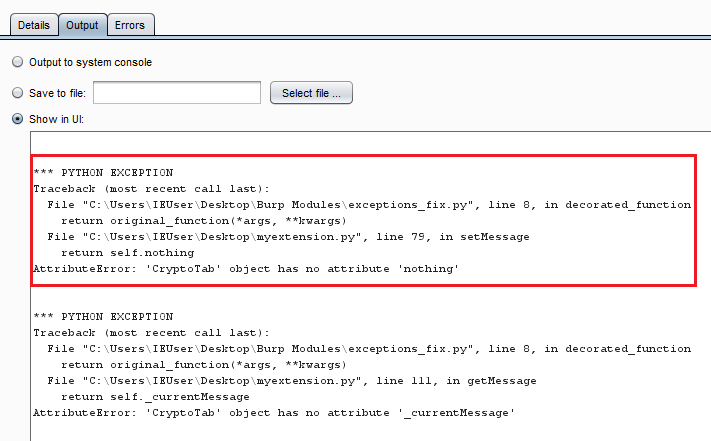 Details Output Errors
Output to system console
Save to file: Select file ...
Show in UI:
*** PYTHON EXCEPTION
Traceback (most recent call last):
  File "C:\Users\IEUser\Desktop\Burp Modules\exceptions_fix.py", line 8, in decorated_function
    return original_function(*args, **kwargs)
  File "C:\Users\IEUser\Desktop\myextension.py", line 79, in setMessage
    return self.nothing
AttributeError: 'CryptoTab' object has no attribute 'nothing'
*** PYTHON EXCEPTION
Traceback (most recent call last):
  File "C:\Users\IEUser\Desktop\Burp Modules\exceptions_fix.py", line 8, in decorated_function
    return original_function(*args, **kwargs)
  File "C:\Users\IEUser\Desktop\myextension.py", line 111, in getMessage
    return self._currentMessage
AttributeError: 'CryptoTab' object has no attribute '_currentMessage'